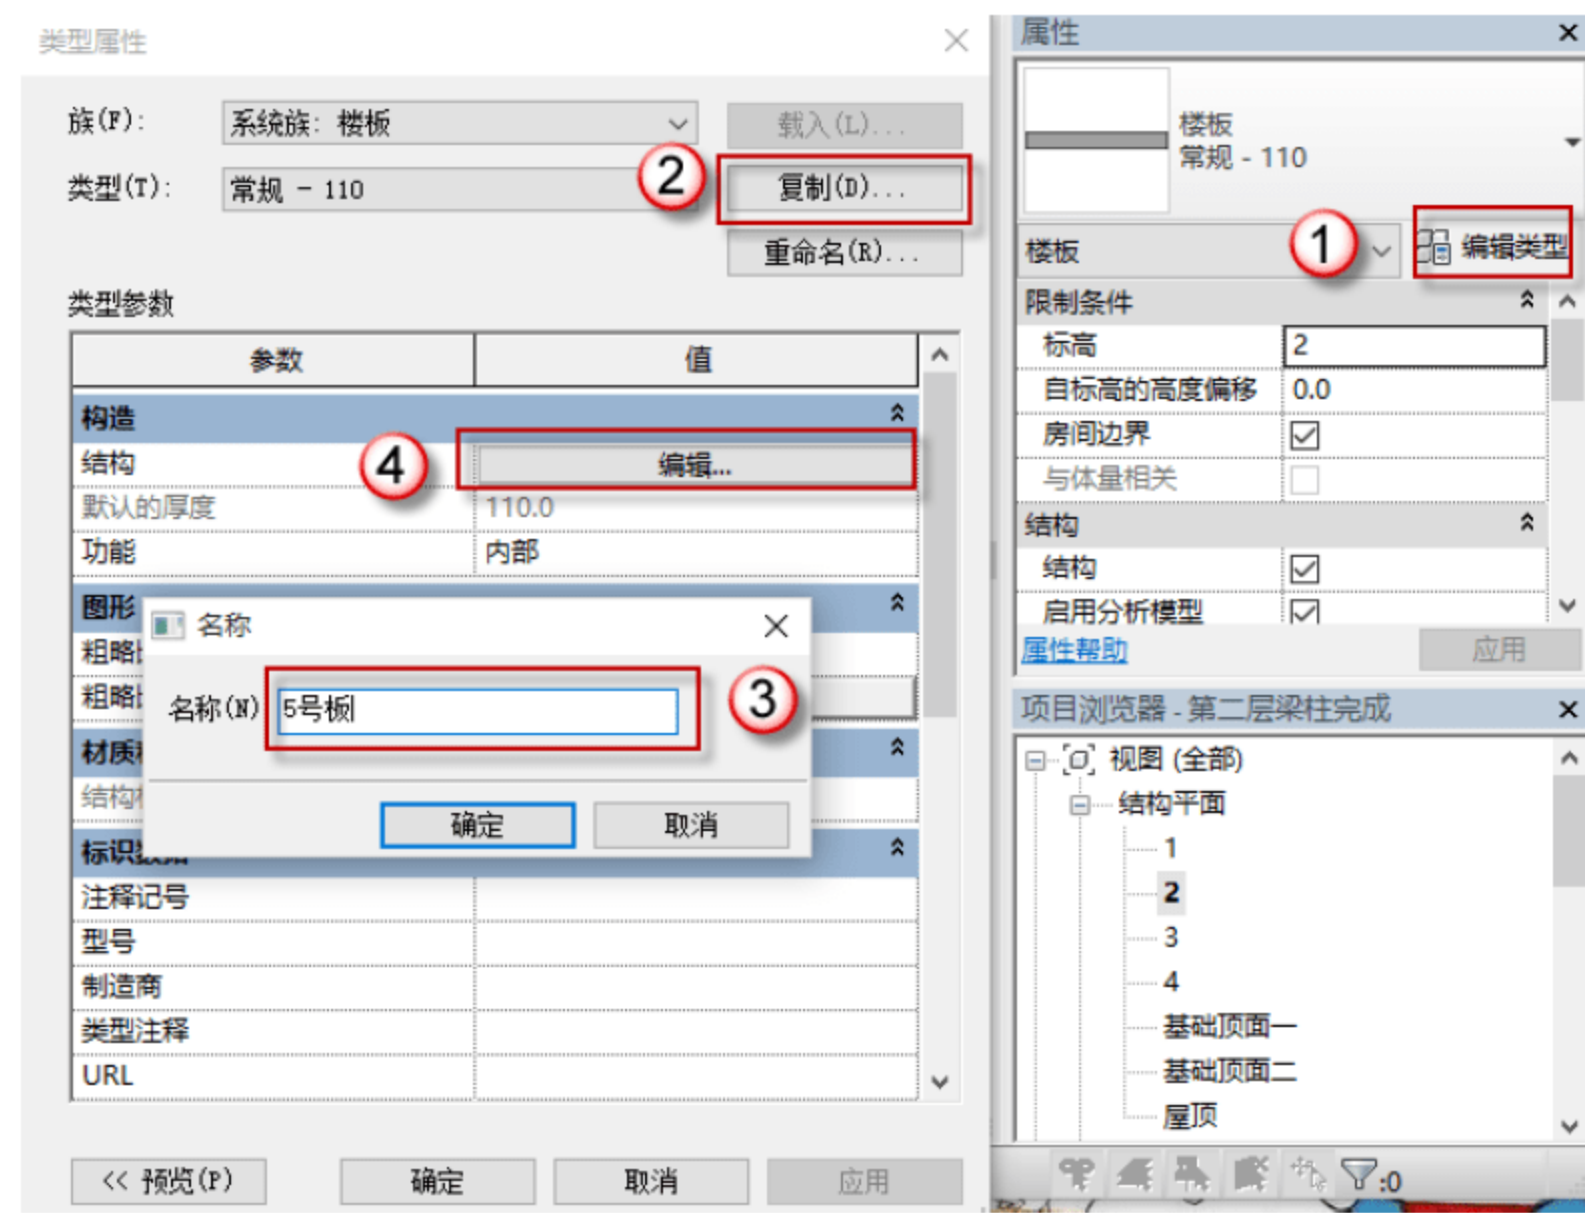 类型属性
族(F):
系统族: 楼板
载入(L)...
类型(T):
常规 - 110
2
复制(D)...
重命名(R)...
类型参数
参数
值
构造
结构
4
编辑...
默认的厚度
110.0
功能
内部
图形
粗略
粗略
材质
结构
标识数据
注释记号
型号
制造商
类型注释
URL
名称
名称(N)
5号板
3
确定
取消
<< 预览(P)
确定
取消
应用
属性
楼板
常规 - 110
楼板
1
编辑类型
限制条件
标高
2
自标高的高度偏移
0.0
房间边界
与体量相关
结构
结构
启用分析模型
属性帮助
应用
项目浏览器 - 第二层梁柱完成
视图 (全部)
结构平面
1
2
3
4
基础顶面一
基础顶面二
屋顶
:0